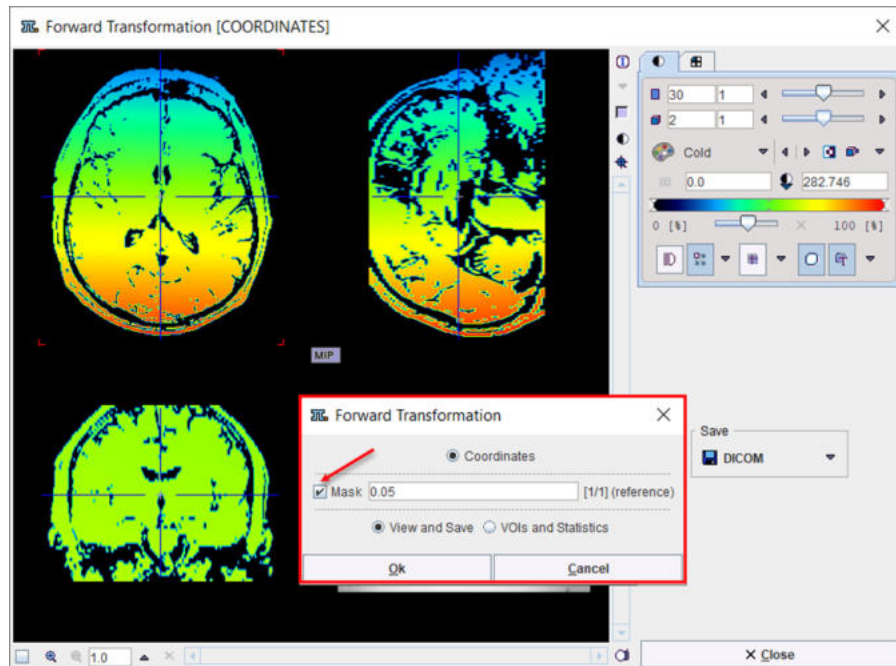 Forward Transformation [COORDINATES]
30 1
2 1
Cold
0.0 282.746
0 [%] 100 [%]
MIP
Forward Transformation
Coordinates
Mask 0.05 [1/1] (reference)
View and Save VOIs and Statistics
Ok Cancel
Save
DICOM
1.0
Close